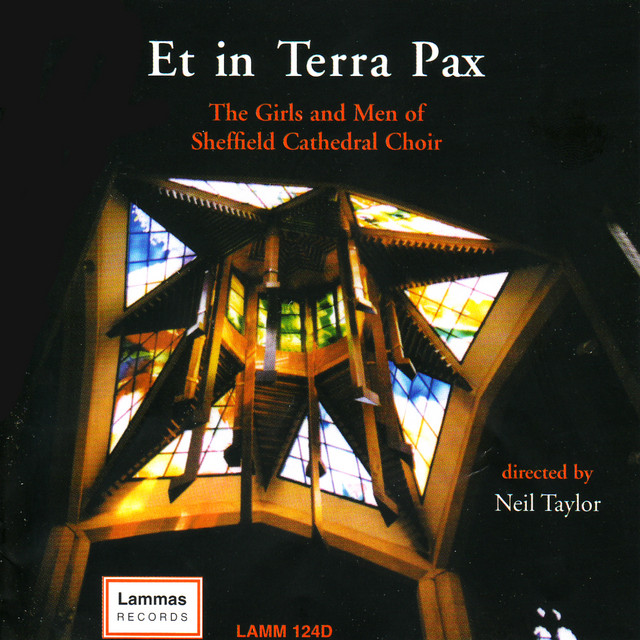 Et in Terra Pax
The Girls and Men of
Sheffield Cathedral Choir
directed by
Neil Taylor
Lammas
RECORDS
LAMM 124D